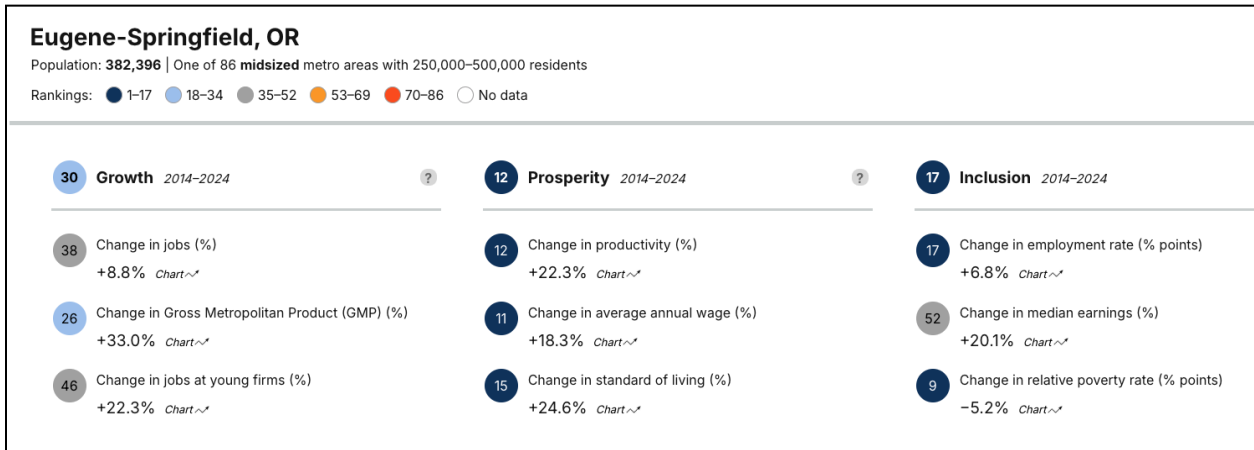 Eugene-Springfield, OR
Population: 382,396 | One of 86 midsized metro areas with 250,000–500,000 residents
Rankings: 1–17 18–34 35–52 53–69 70–86 No data
30 Growth 2014–2024 ?
38 Change in jobs (%)
+8.8% Chart
26 Change in Gross Metropolitan Product (GMP) (%)
+33.0% Chart
46 Change in jobs at young firms (%)
+22.3% Chart
12 Prosperity 2014–2024 ?
12 Change in productivity (%)
+22.3% Chart
11 Change in average annual wage (%)
+18.3% Chart
15 Change in standard of living (%)
+24.6% Chart
17 Inclusion 2014–2024
17 Change in employment rate (% points)
+6.8% Chart
52 Change in median earnings (%)
+20.1% Chart
9 Change in relative poverty rate (% points)
−5.2% Chart